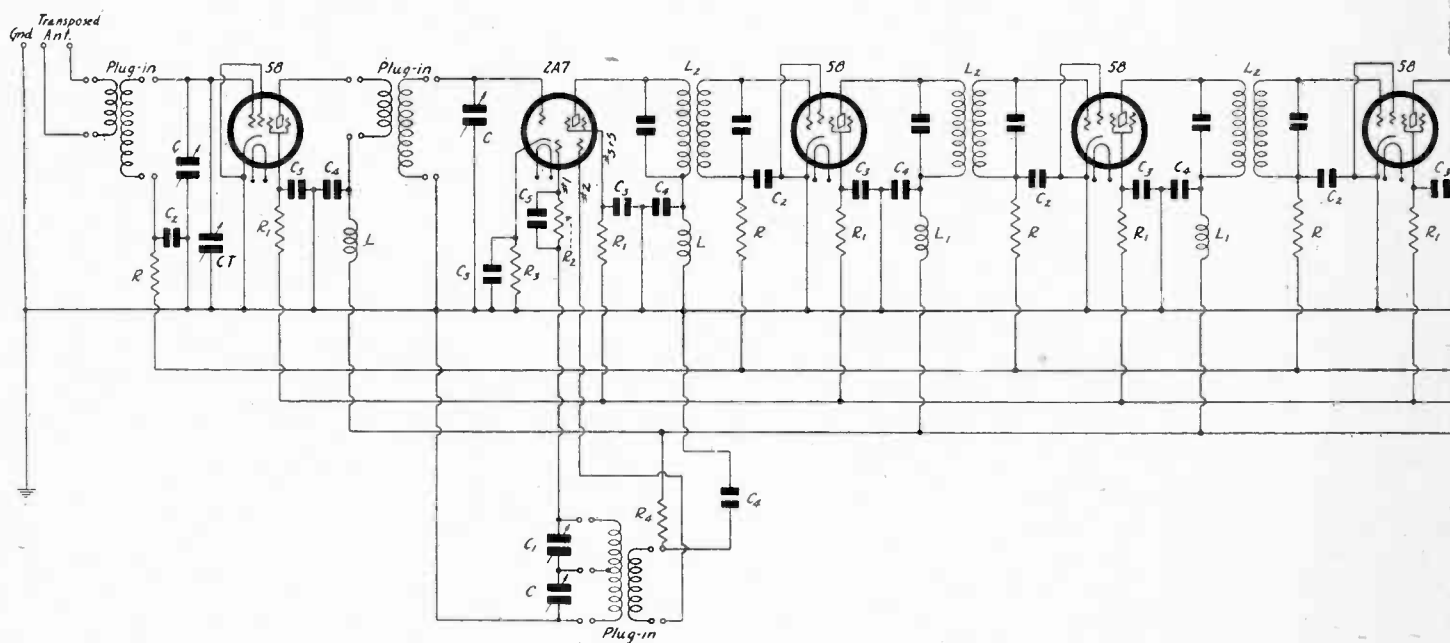 Transposed
Gnd Ant.
Plug-in
58
Plug-in
2A7
L2
58
L2
58
L2
58
C
C
#3+5
#1
#2
C3 C4
C5
C3 C4
C2
C3 C4
C2
C3 C4
C2
C3
C2
CT
R1
L
R
C3
R3
R2
R1
L
R
R1
L1
R
R1
L1
R
R1
R4
C4
C1
C
Plug-in